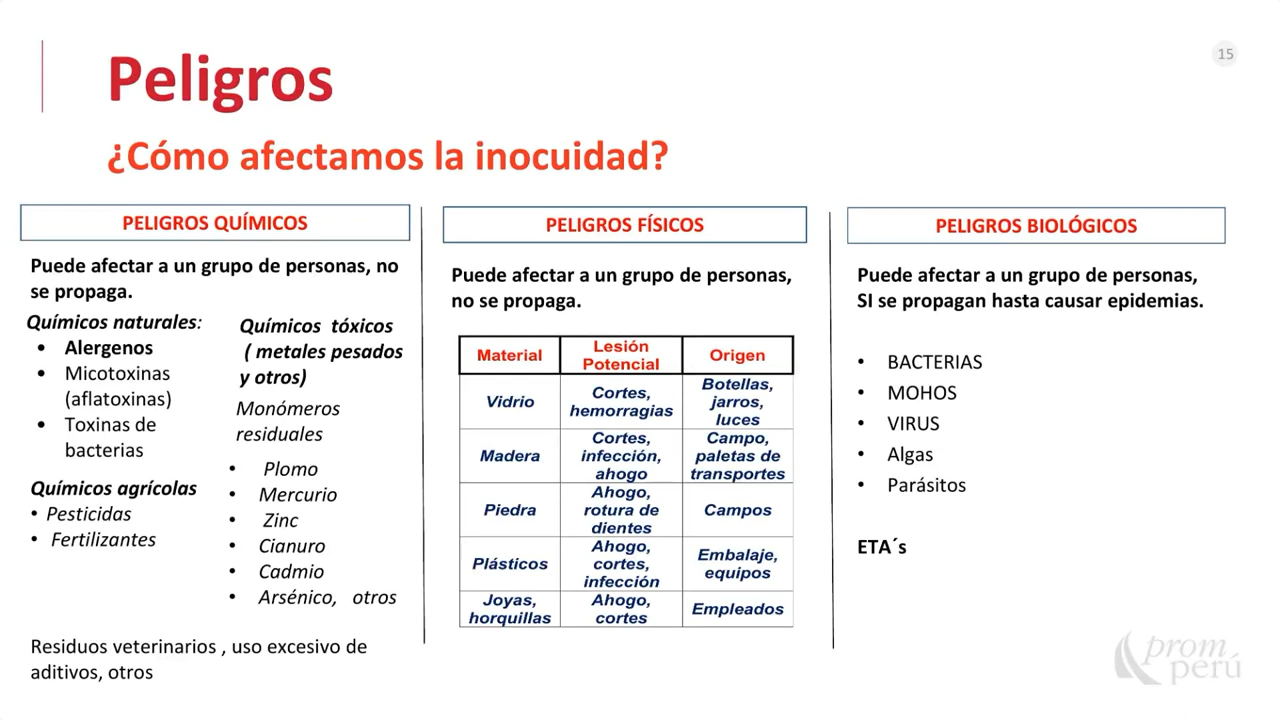 15
Peligros
¿Cómo afectamos la inocuidad?
PELIGROS QUÍMICOS
Puede afectar a un grupo de personas, no
se propaga.
Químicos naturales:
• Alergenos
• Micotoxinas
(aflatoxinas)
• Toxinas de
bacterias
Químicos agrícolas
• Pesticidas
• Fertilizantes
Químicos tóxicos
( metales pesados
y otros)
Monómeros
residuales
• Plomo
• Mercurio
• Zinc
• Cianuro
• Cadmio
• Arsénico, otros
Residuos veterinarios , uso excesivo de
aditivos, otros
PELIGROS FÍSICOS
Puede afectar a un grupo de personas,
no se propaga.
Material
Lesión
Potencial
Origen
Vidrio
Cortes,
hemorragias
Botellas,
jarros,
luces
Madera
Cortes,
infección,
ahogo
Campo,
paletas de
transportes
Piedra
Ahogo,
rotura de
dientes
Campos
Plásticos
Ahogo,
cortes,
infección
Embalaje,
equipos
Joyas,
horquillas
Ahogo,
cortes
Empleados
PELIGROS BIOLÓGICOS
Puede afectar a un grupo de personas,
SI se propagan hasta causar epidemias.
• BACTERIAS
• MOHOS
• VIRUS
• Algas
• Parásitos
ETA´s
prom
perú